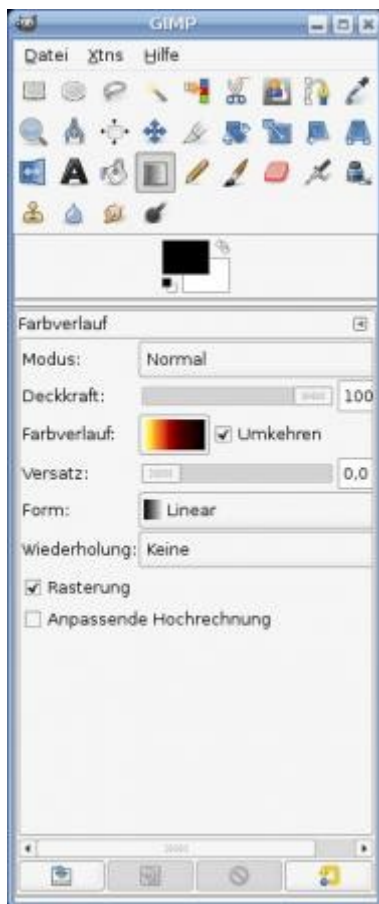 GIMP
Datei Xtns Hilfe
Farbverlauf
Modus: Normal
Deckkraft: 100
Farbverlauf: Umkehren
Versatz: 0,0
Form: Linear
Wiederholung: Keine
Rasterung
Anpassende Hochrechnung